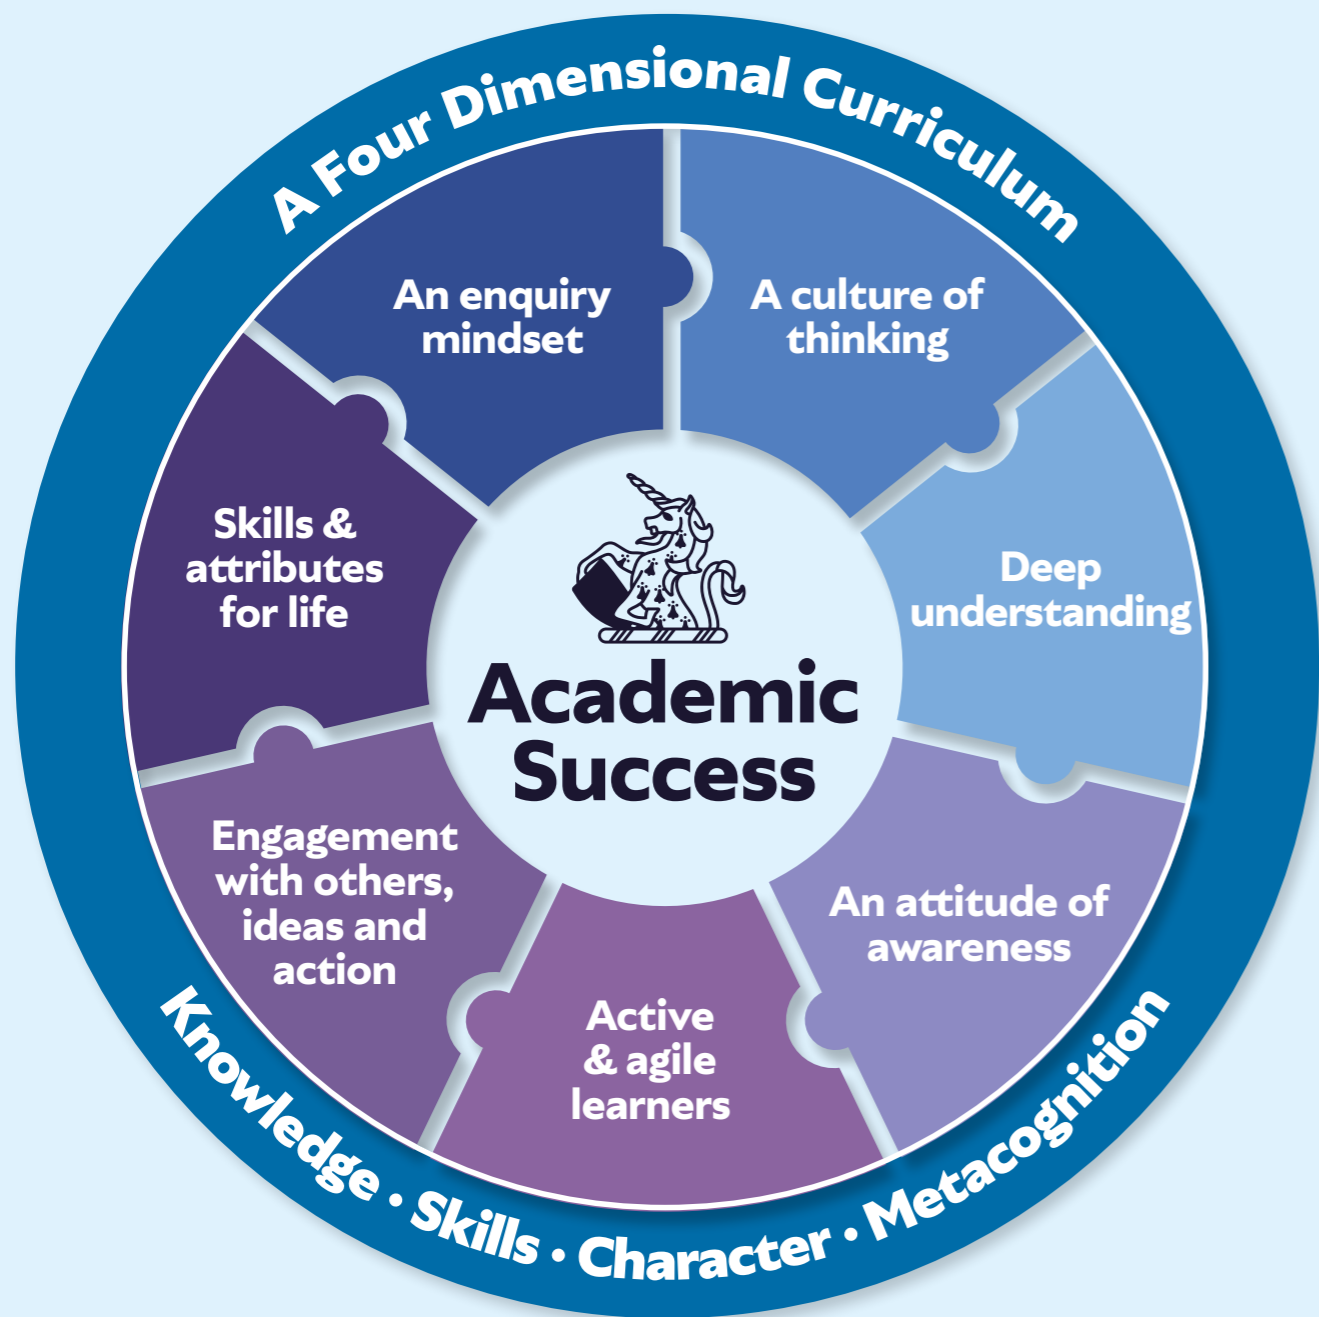 A Four Dimensional Curriculum
An enquiry
mindset
A culture of
thinking
Deep
understanding
An attitude of
awareness
Active
& agile
learners
Engagement
with others,
ideas and
action
Skills &
attributes
for life
Academic
Success
Knowledge • Skills • Character • Metacognition